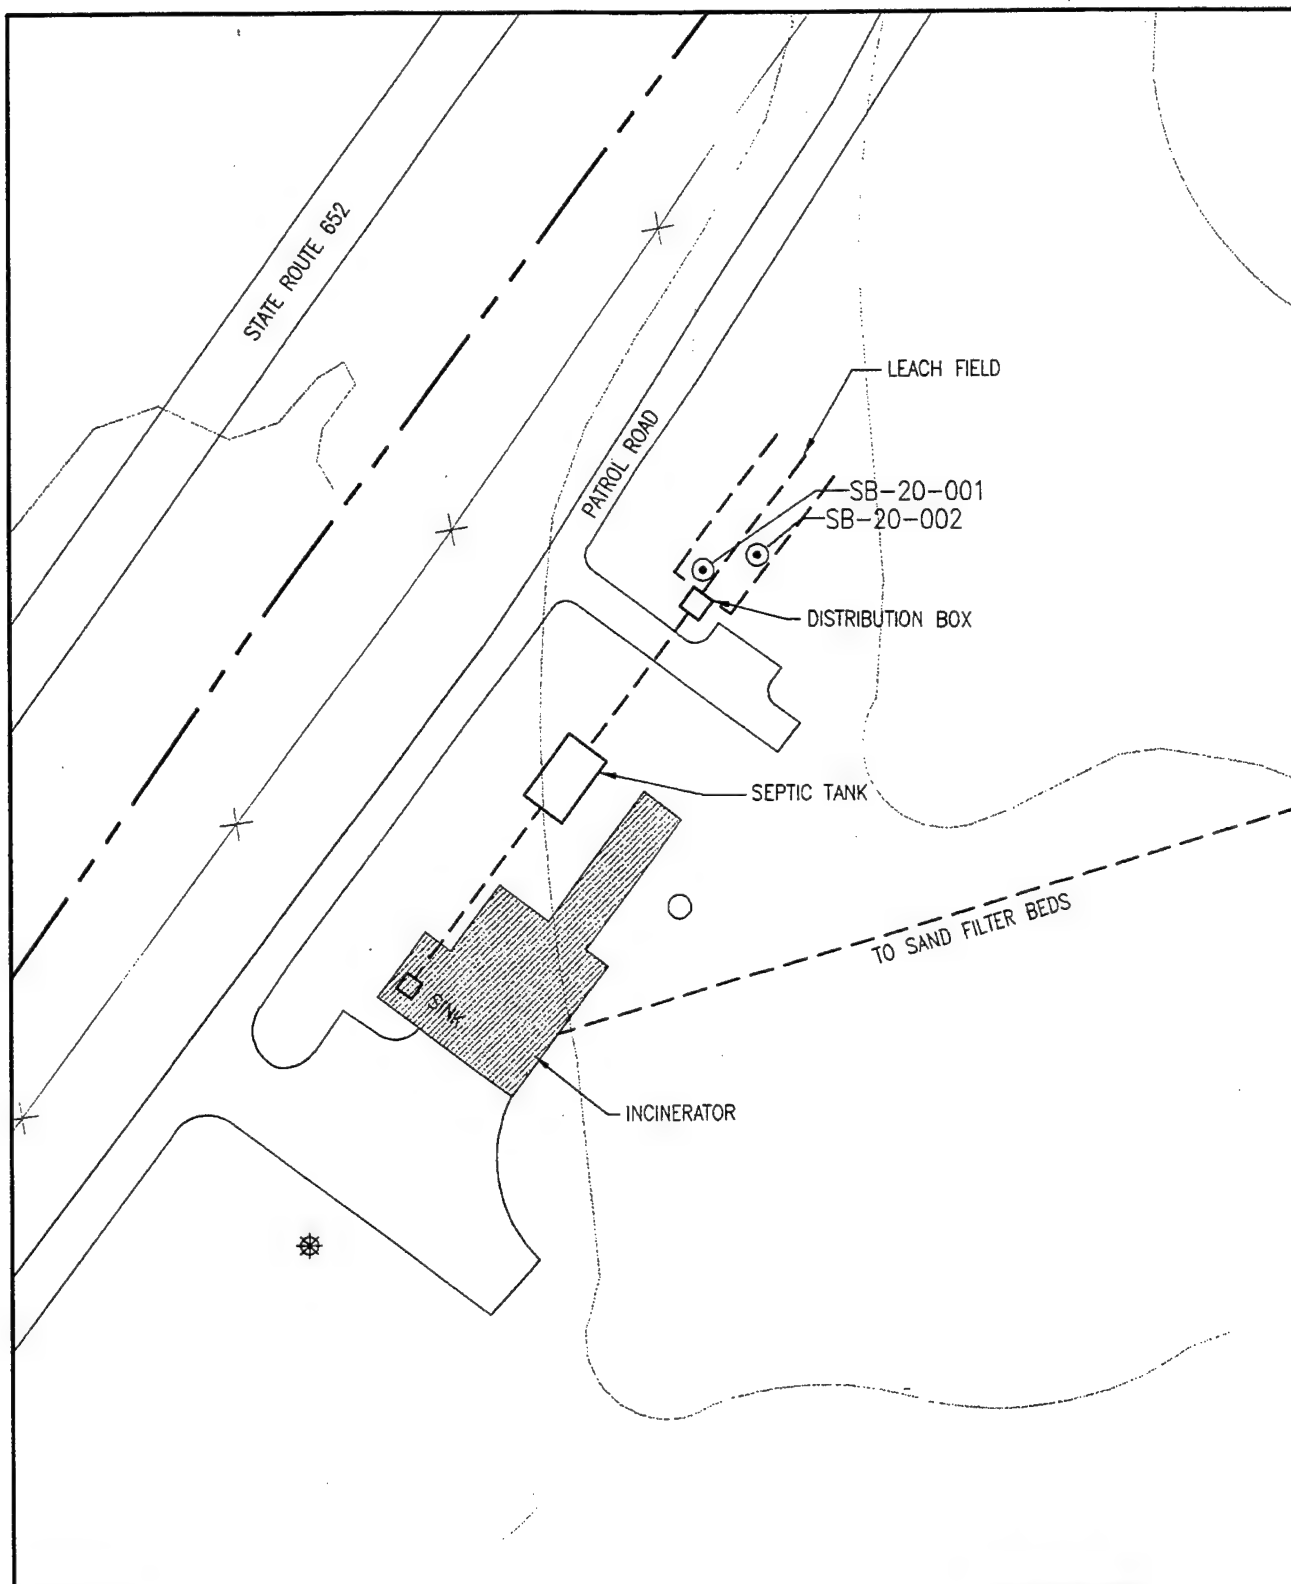 STATE ROUTE 652
LEACH FIELD
PATROL ROAD
SB-20-001
SB-20-002
DISTRIBUTION BOX
SEPTIC TANK
TO SAND FILTER BEDS
SINK
INCINERATOR